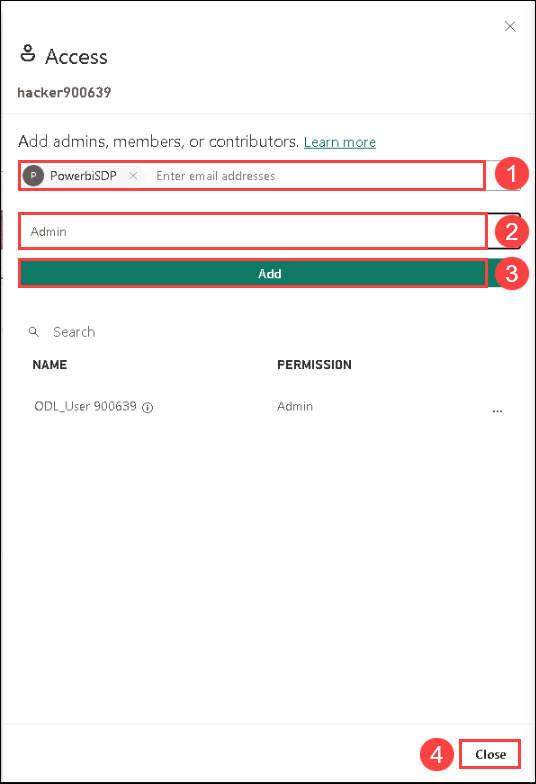 Access
hacker900639
Add admins, members, or contributors. Learn more
P PowerbiSDP Enter email addresses 1
Admin 2
Add 3
Search
NAME PERMISSION
ODL_User 900639 Admin ...
4 Close